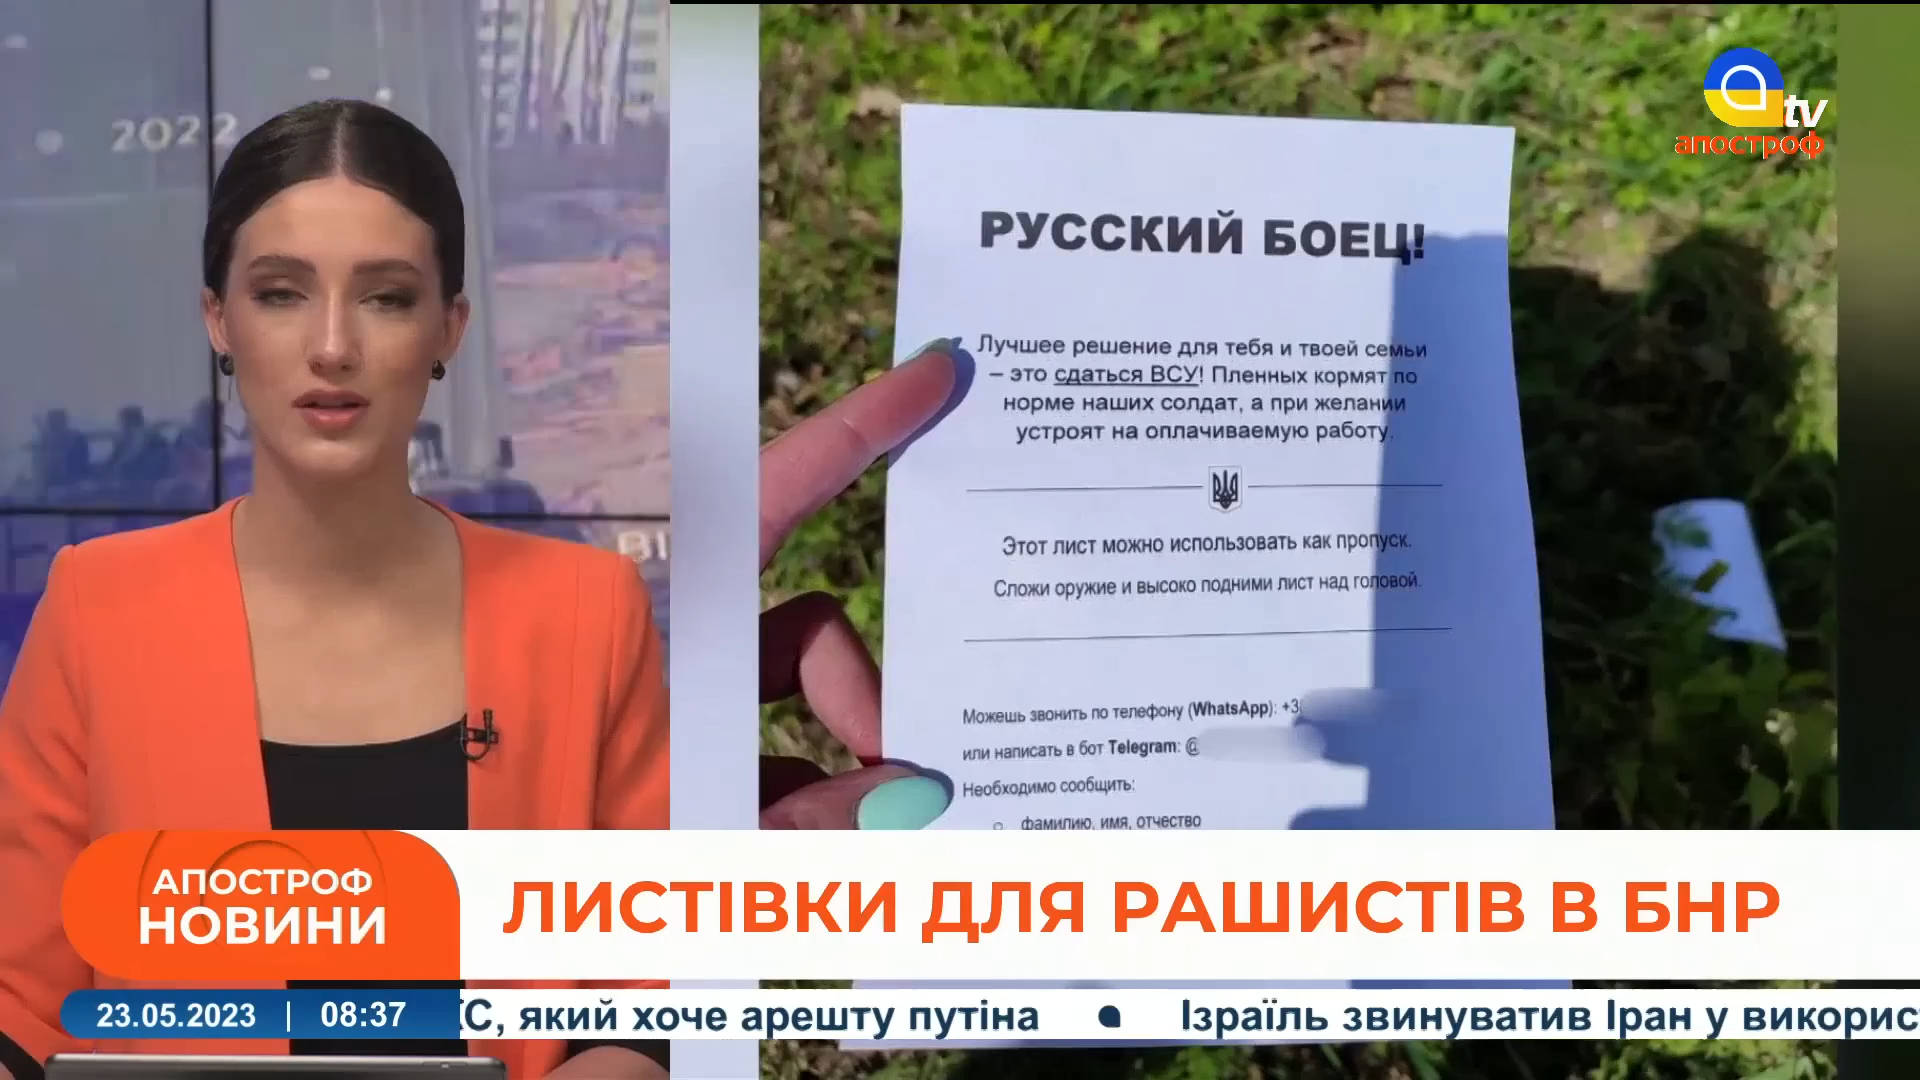 2022
tv
апостроф
РУССКИЙ БОЕЦ!
Лучшее решение для тебя и твоей семьи
– это сдаться ВСУ! Пленных кормят по
норме наших солдат, а при желании
устроят на оплачиваемую работу.
Этот лист можно использовать как пропуск.
Сложи оружие и высоко подними лист над головой.
Можешь звонить по телефону (WhatsApp): +3
или написать в бот Telegram: @
Необходимо сообщить:
○ фамилию, имя, отчество
АПОСТРОФ
НОВИНИ
ЛИСТІВКИ ДЛЯ РАШИСТІВ В БНР
23.05.2023 | 08:37
КС, який хоче арешту путіна • Ізраїль звинуватив Іран у викорис